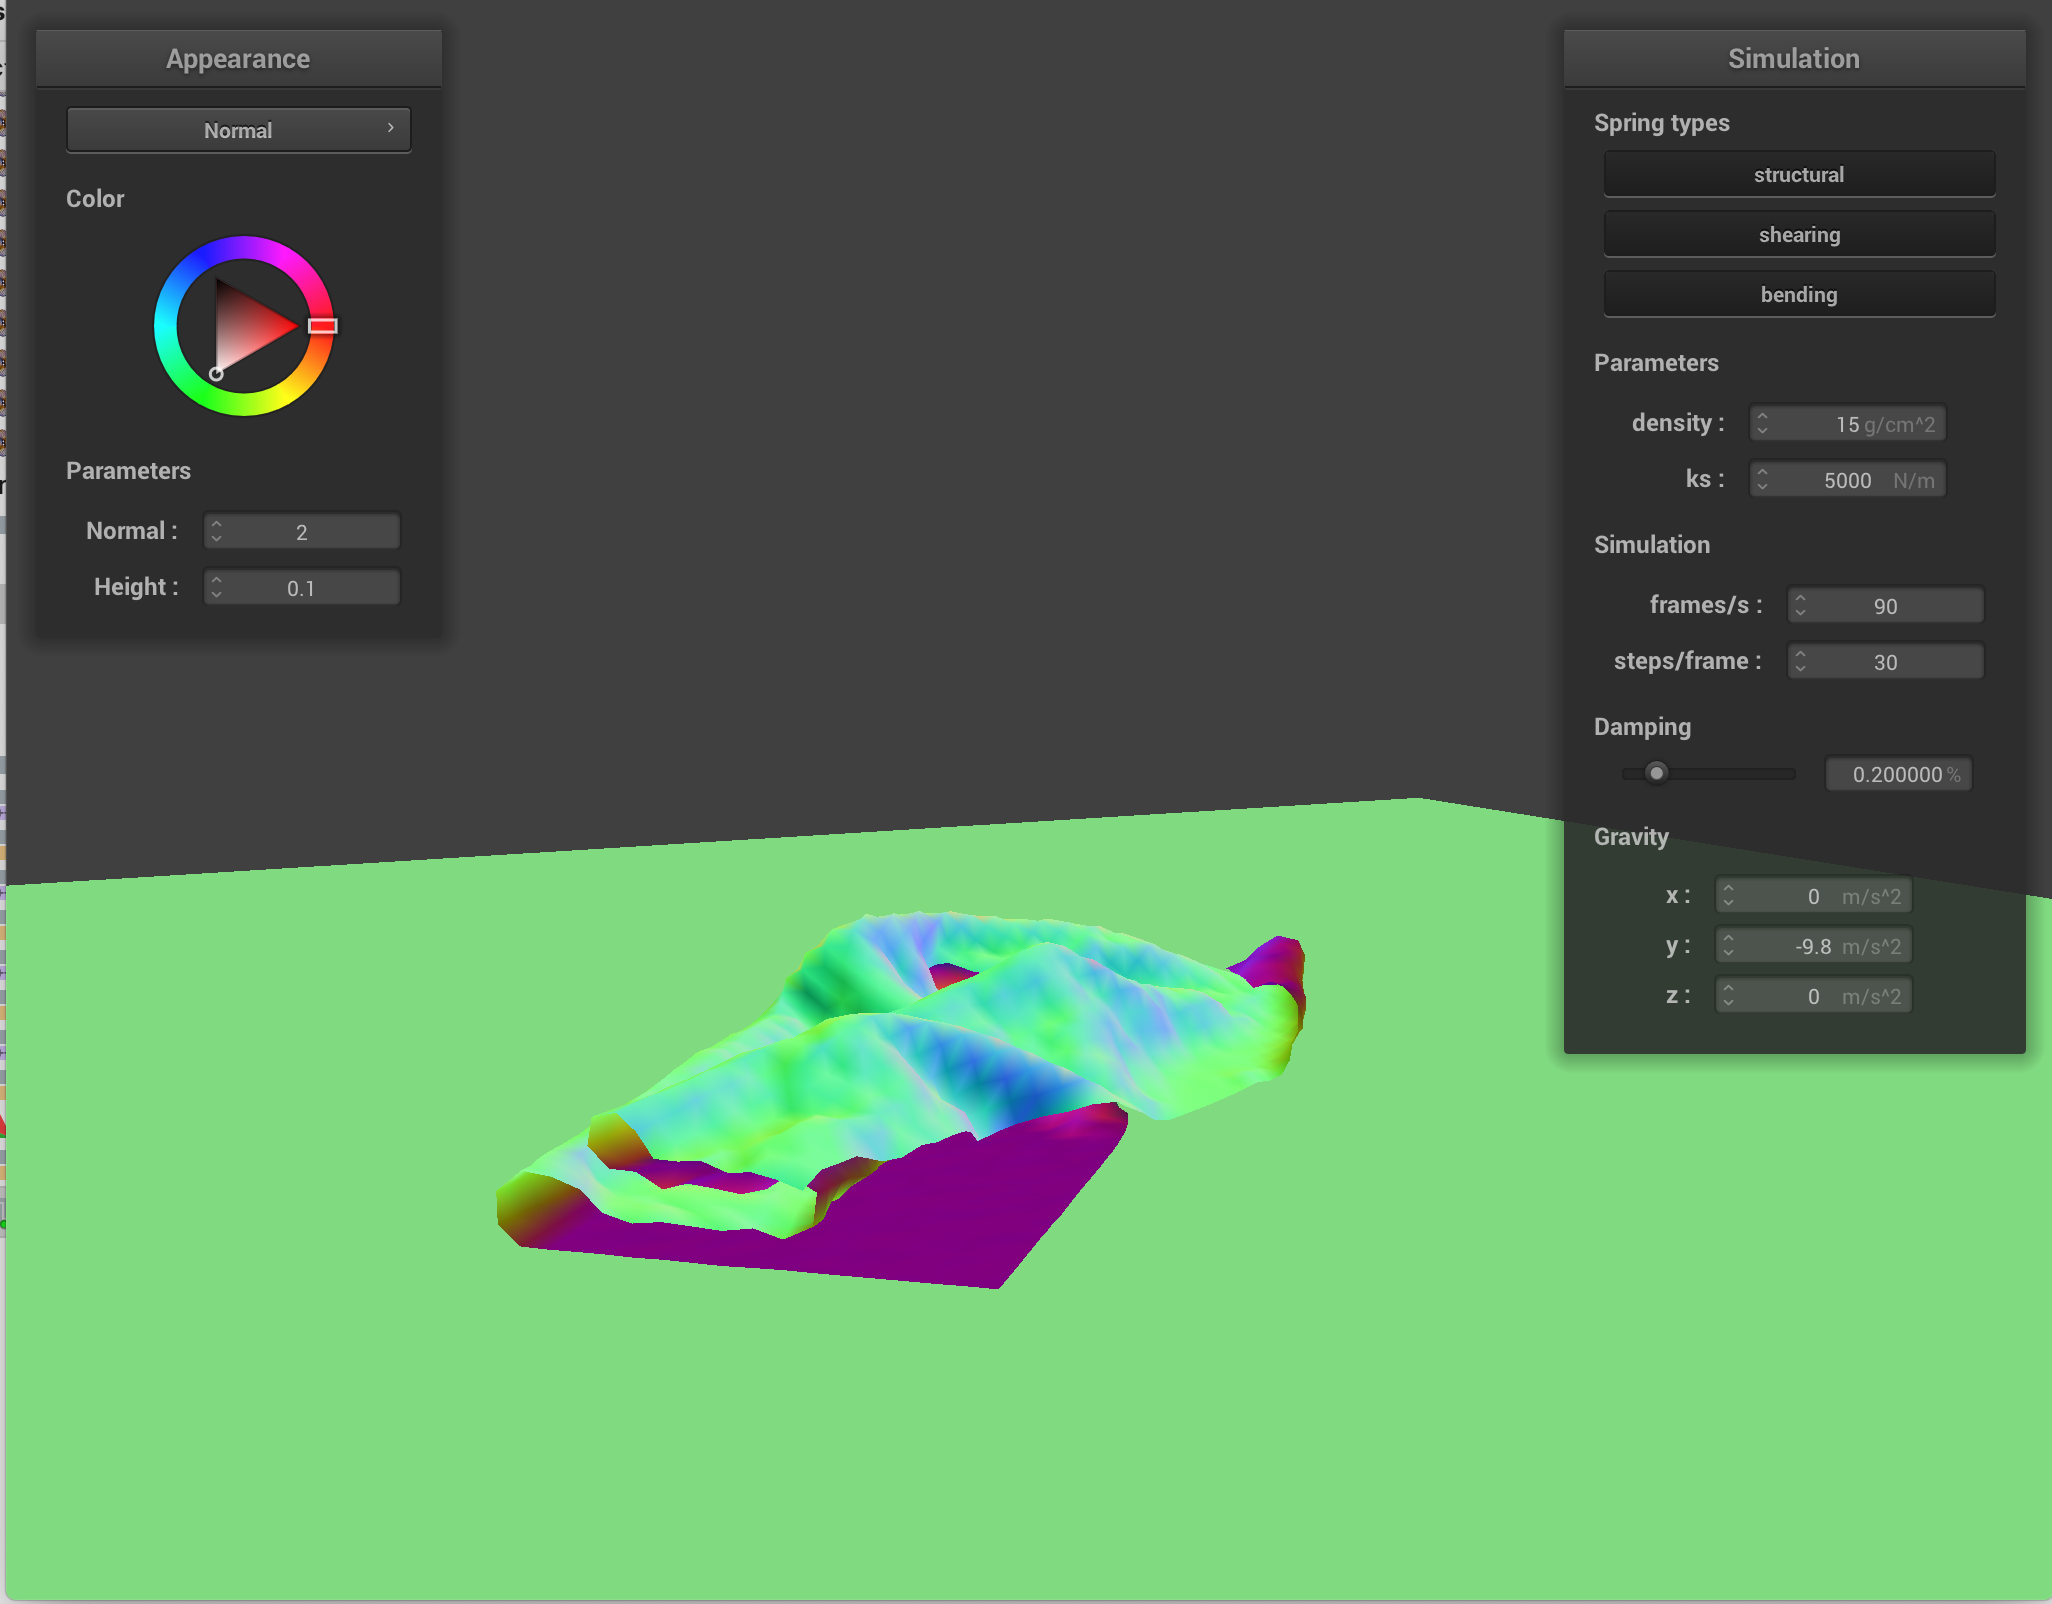 Appearance
Normal
Color
Parameters
Normal : 2
Height : 0.1
Simulation
Spring types
structural
shearing
bending
Parameters
density : 15 g/cm^2
ks : 5000 N/m
Simulation
frames/s : 90
steps/frame : 30
Damping
0.200000 %
Gravity
x : 0 m/s^2
y : -9.8 m/s^2
z : 0 m/s^2